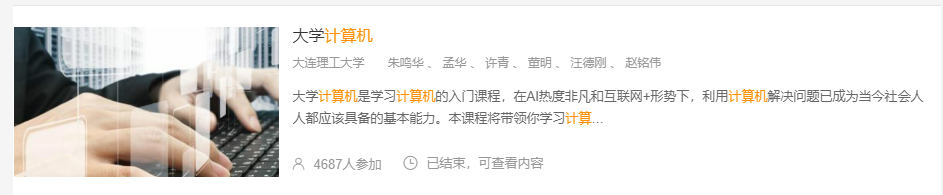 大学计算机
大连理工大学 朱鸣华 、 孟华 、 许青 、 董明 、 汪德刚 、 赵铭伟
大学计算机是学习计算机的入门课程，在AI热度非凡和互联网+形势下，利用计算机解决问题已成为当今社会人
人都应该具备的基本能力。本课程将带领你学习计算...
4687人参加 已结束，可查看内容